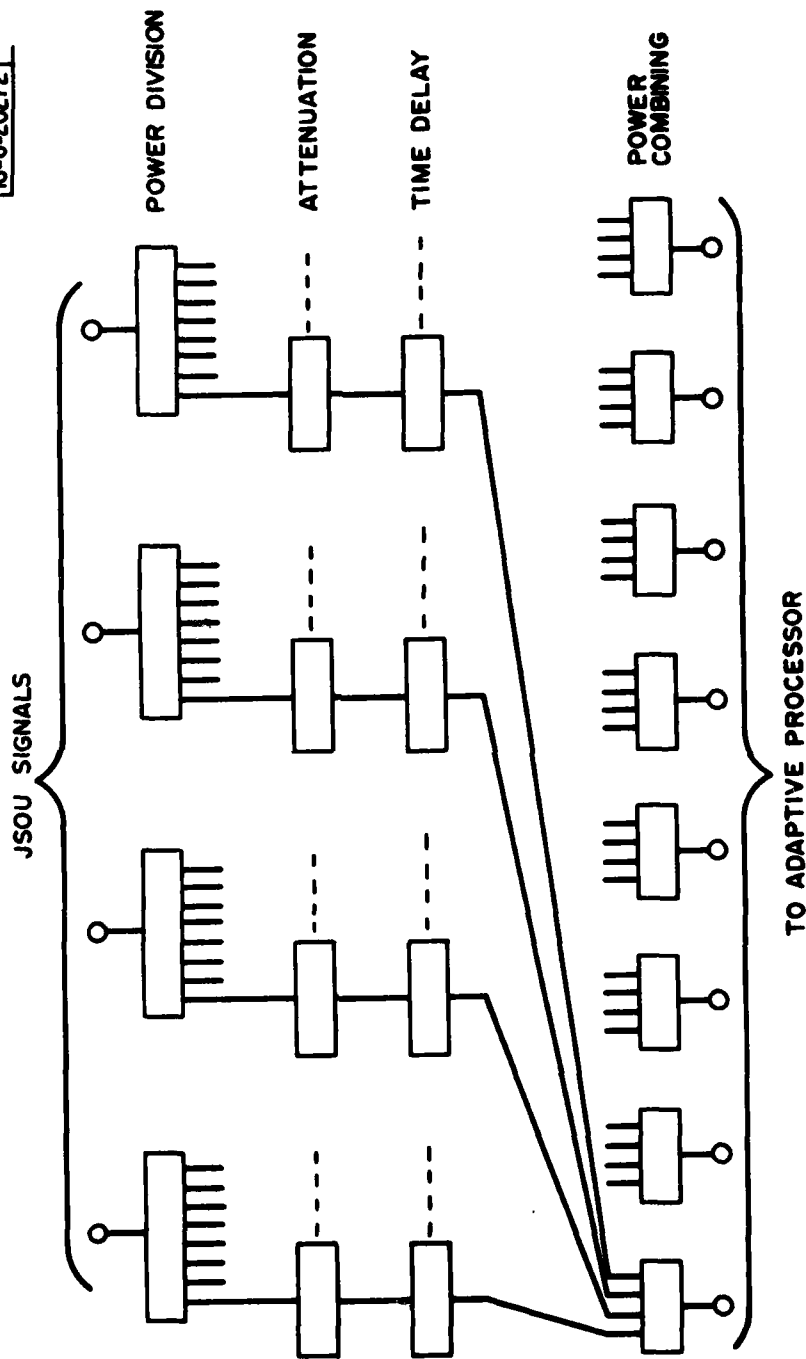 JSOU SIGNALS
POWER DIVISION
ATTENUATION
TIME DELAY
POWER
COMBINING
TO ADAPTIVE PROCESSOR